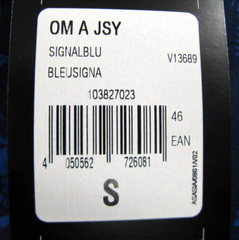 OM A JSY
SIGNALBLU V13689
BLEUSIGNA
103827023
46
EAN
4 050562 726081
S